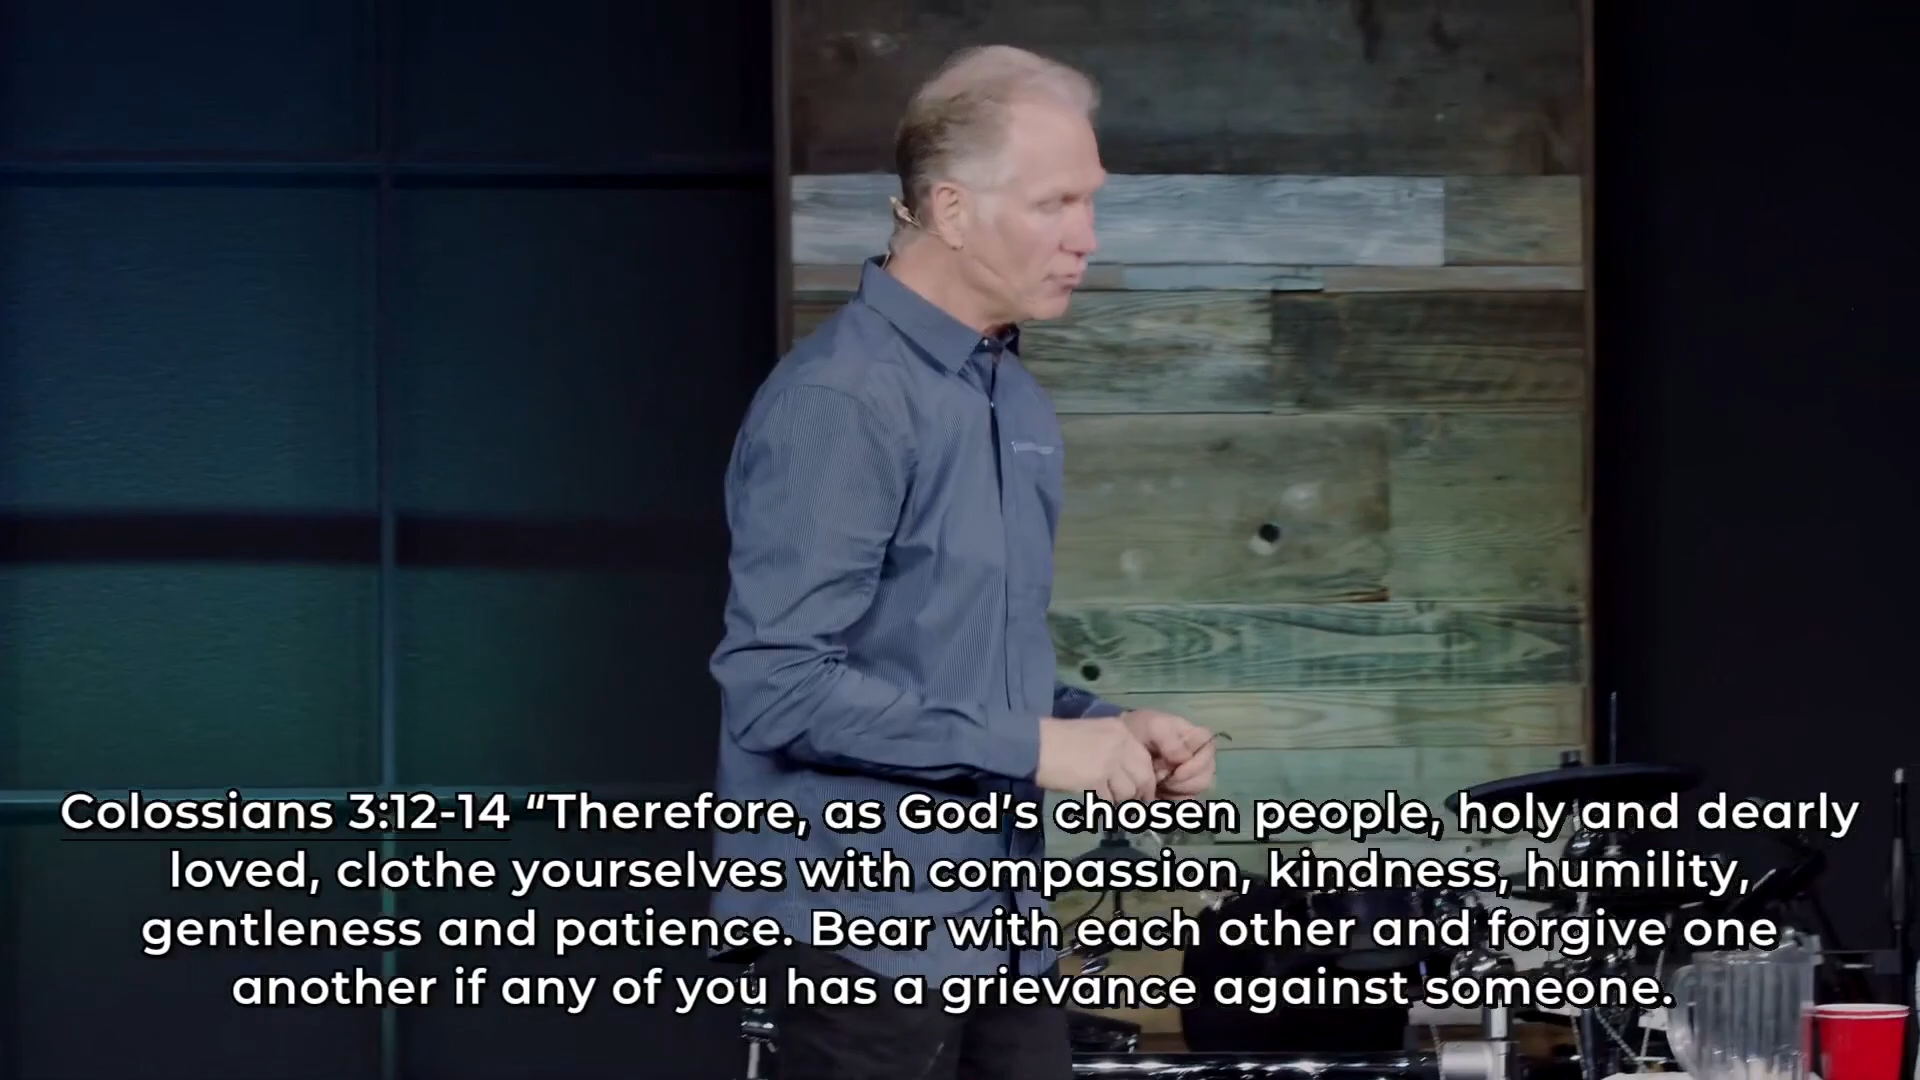 Colossians 3:12-14 “Therefore, as God’s chosen people, holy and dearly
loved, clothe yourselves with compassion, kindness, humility,
gentleness and patience. Bear with each other and forgive one
another if any of you has a grievance against someone.